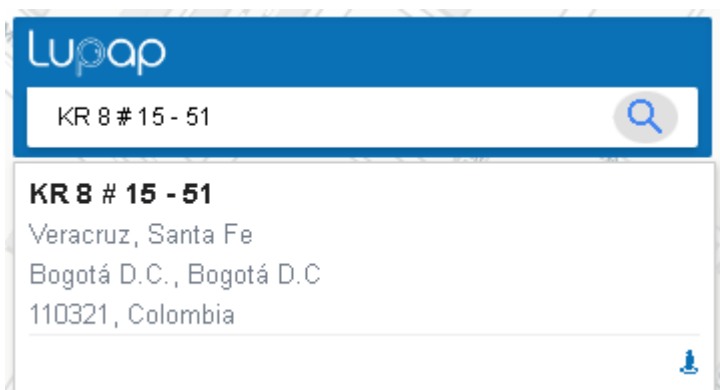 Lupap
KR 8 # 15 - 51
KR 8 # 15 - 51
Veracruz, Santa Fe
Bogotá D.C., Bogotá D.C
110321, Colombia